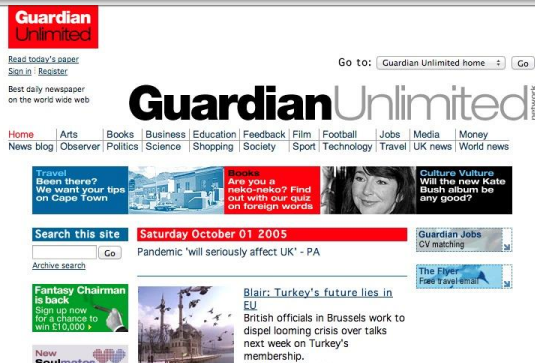 Guardian
Unlimited
Read today's paper
Sign in | Register
Go to: Guardian Unlimited home Go
Best daily newspaper
on the world wide web
GuardianUnlimited network
Home Arts Books Business Education Feedback Film Football Jobs Media Money
News blog Observer Politics Science Shopping Society Sport Technology Travel UK news World news
Travel
Been there?
We want your tips
on Cape Town
Books
Are you a
neko-neko? Find
out with our quiz
on foreign words
Culture Vulture
Will the new Kate
Bush album be
any good?
Search this site
Go
Archive search
Fantasy Chairman
is back
Sign up now
for a chance to
win £10,000
New
Soulmates
Saturday October 01 2005
Pandemic 'will seriously affect UK' - PA
Blair: Turkey's future lies in
EU
British officials in Brussels work to
dispel looming crisis over talks
next week on Turkey's
membership.
Guardian Jobs
CV matching
The Flyer
Free travel email